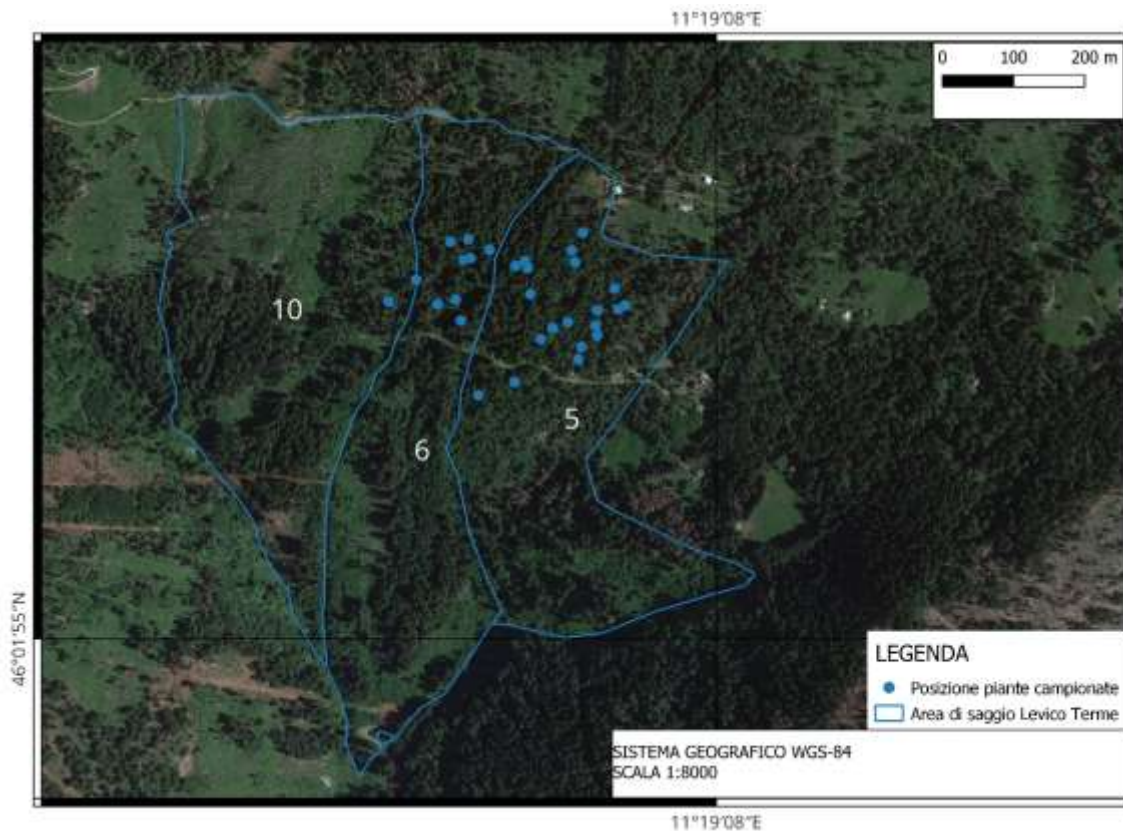 11°19'08"E
0 100 200 m
10
6
5
46°01'55"N
LEGENDA
Posizione piante campionate
Area di saggio Levico Terme
SISTEMA GEOGRAFICO WGS-84
SCALA 1:8000
11°19'08"E